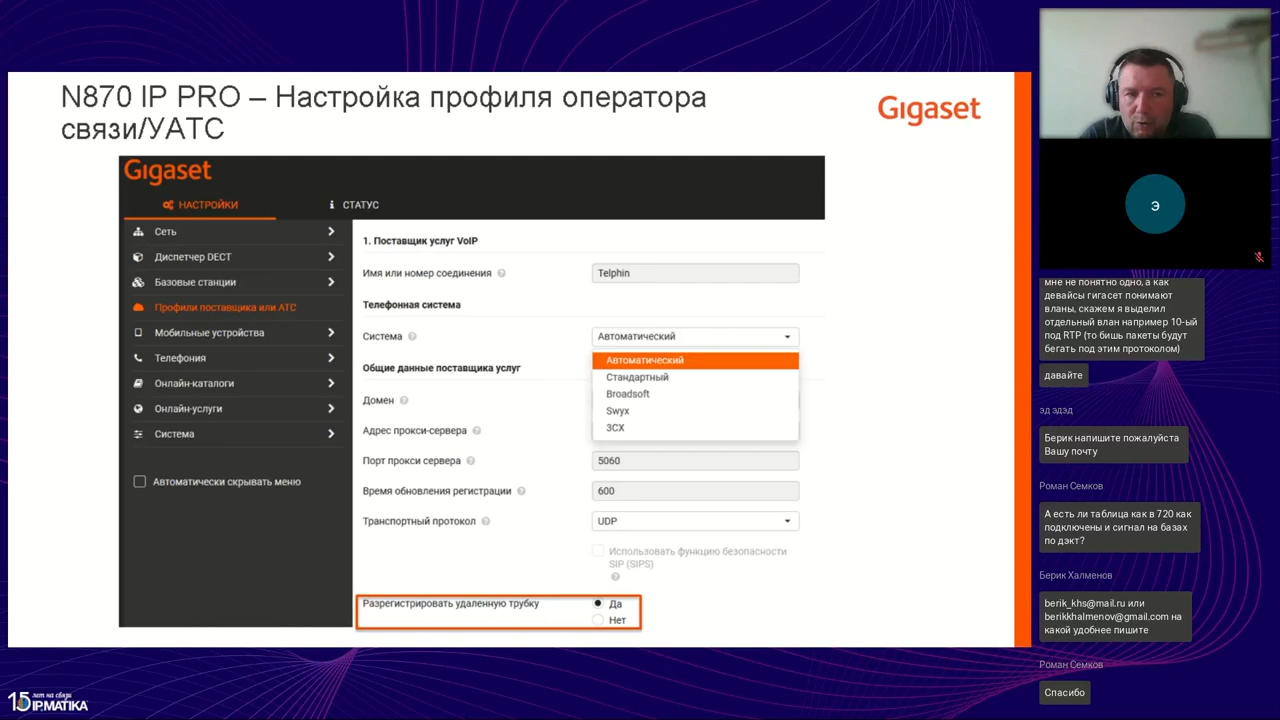 N870 IP PRO – Настройка профиля оператора
связи/УАТС
Gigaset
Gigaset
НАСТРОЙКИ
СТАТУС
Сеть
Диспетчер DECT
Базовые станции
Профили поставщика или АТС
Мобильные устройства
Телефония
Онлайн-каталоги
Онлайн-услуги
Система
Автоматически скрывать меню
1. Поставщик услуг VoIP
Имя или номер соединения
Telphin
Телефонная система
Система
Автоматический
Автоматический
Стандартный
Broadsoft
Swyx
3CX
Общие данные поставщика услуг
Домен
Адрес прокси-сервера
Порт прокси сервера
5060
Время обновления регистрации
600
Транспортный протокол
UDP
Использовать функцию безопасности
SIP (SIPS)
Разрегистрировать удаленную трубку
Да
Нет
15 лет на связи
IPMATIKA
э
мне не понятно одно, а как
девайсы гигасет понимают
вланы, скажем я выделил
отдельный влан например 10-ый
под RTP (то бишь пакеты будут
бегать под этим протоколом)
давайте
эд эдэд
Берик напишите пожалуйста
Вашу почту
Роман Семков
А есть ли таблица как в 720 как
подключены и сигнал на базах
по дэкт?
Берик Халменов
berik_khs@mail.ru или
berikkhalmenov@gmail.com на
какой удобнее пишите
Роман Семков
Спасибо